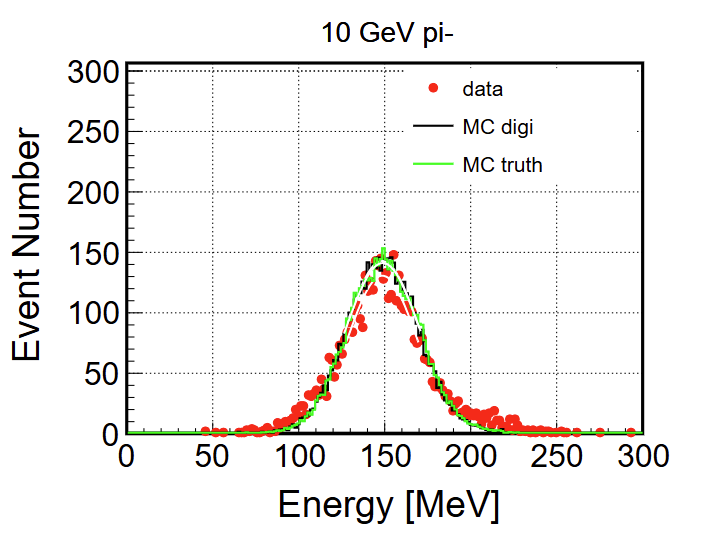 10 GeV pi-
300
250
200
150
100
50
0
Event Number
data
MC digi
MC truth
0 50 100 150 200 250 300
Energy [MeV]